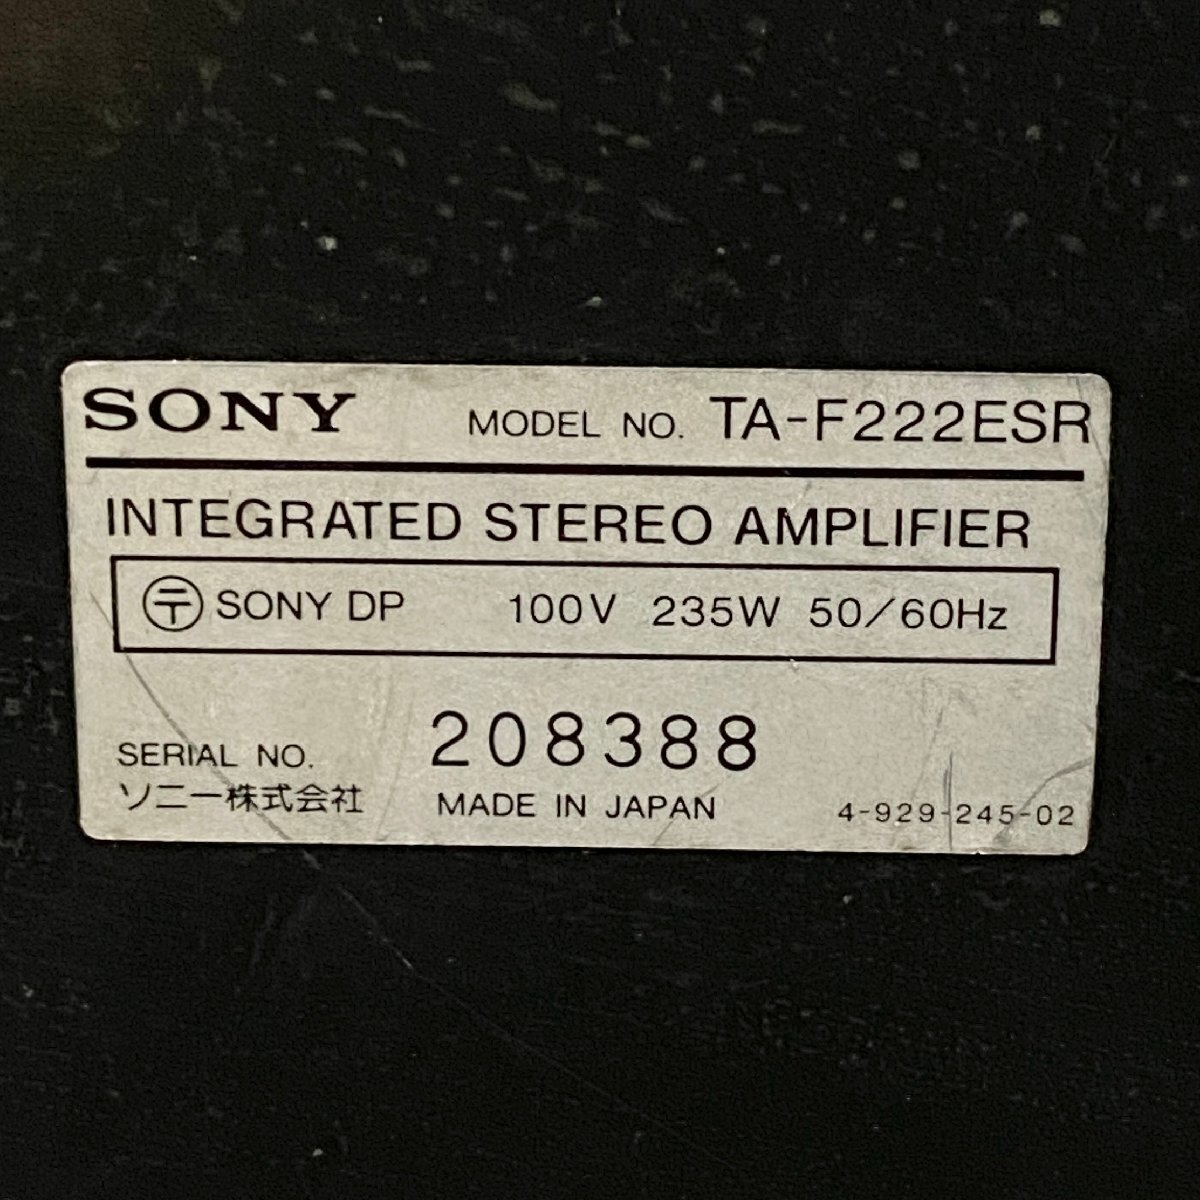 SONY MODEL NO. TA-F222ESR
INTEGRATED STEREO AMPLIFIER
〶 SONY DP 100V 235W 50/60Hz
SERIAL NO. 208388
ソニー株式会社 MADE IN JAPAN 4-929-245-02